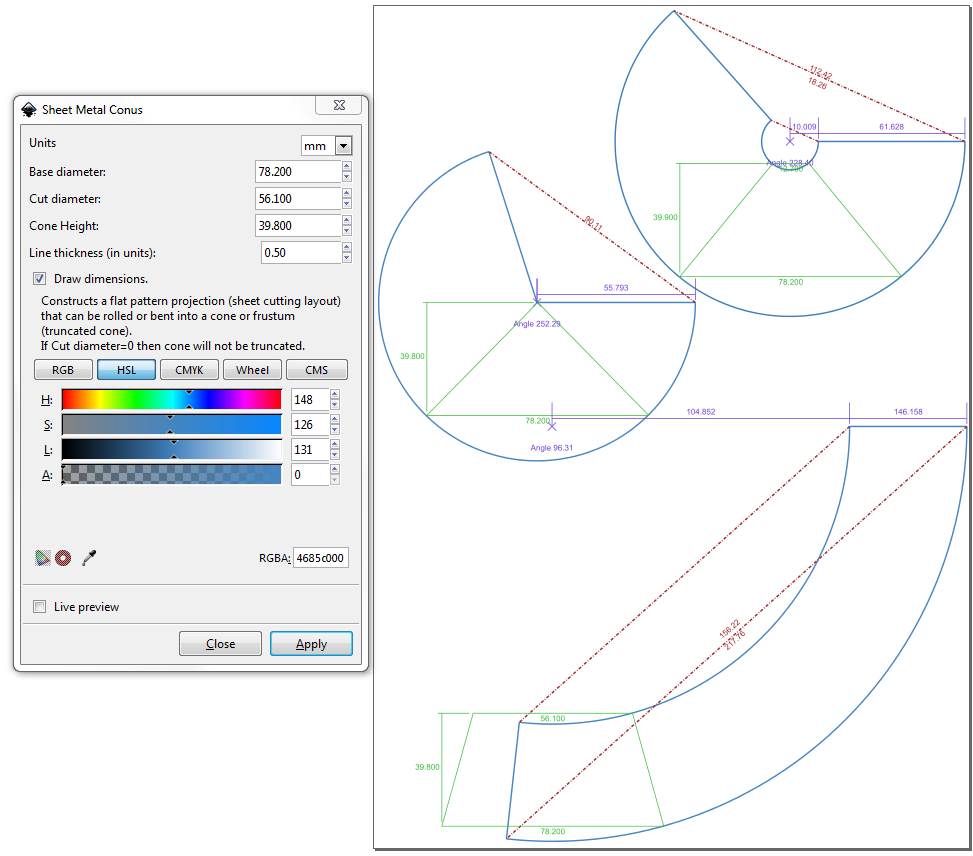 Sheet Metal Conus
Units
mm
Base diameter:
78.200
Cut diameter:
56.100
Cone Height:
39.800
Line thickness (in units):
0.50
Draw dimensions.
Constructs a flat pattern projection (sheet cutting layout)
that can be rolled or bent into a cone or frustum
(truncated cone).
If Cut diameter=0 then cone will not be truncated.
RGB HSL CMYK Wheel CMS
H: 148
S: 126
L: 131
A: 0
RGBA: 4685c000
Live preview
Close Apply
112.42
18.26
10.009
61.628
Angle 228.40
39.900
78.200
90.11
55.793
Angle 252.29
39.800
78.200
104.852
146.158
Angle 96.31
156.22
217.76
56.100
39.800
78.200